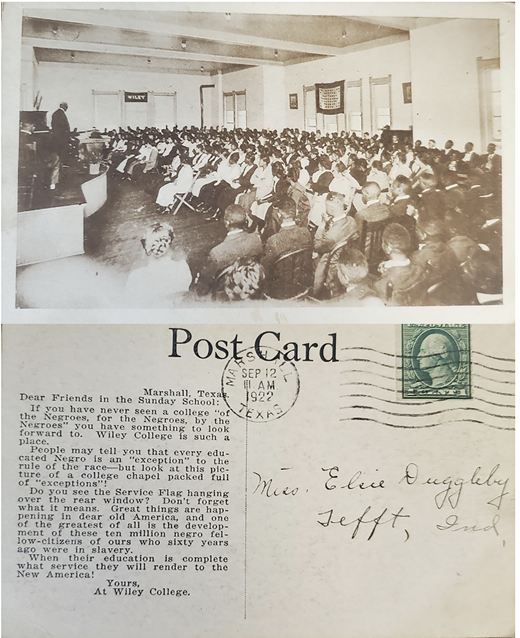 WILEY
Post Card
MARSHALL
SEP 12
11 AM
1922
TEXAS
Marshall, Texas.
Dear Friends in the Sunday School:
If you have never seen a college "of
the Negroes, for the Negroes, by the
Negroes" you have something to look
forward to. Wiley College is such a
place.
People may tell you that every edu-
cated Negro is an "exception" to the
rule of the race—but look at this pic-
ture of a college chapel packed full
of "exceptions"!
Do you see the Service Flag hanging
over the rear window? Don't forget
what it means. Great things are hap-
pening in dear old America, and one
of the greatest of all is the develop-
ment of these ten million negro fel-
low-citizens of ours who sixty years
ago were in slavery.
When their education is complete
what service they will render to the
New America!
Yours,
At Wiley College.
Miss. Elsie Duggleby
Tefft, Ind